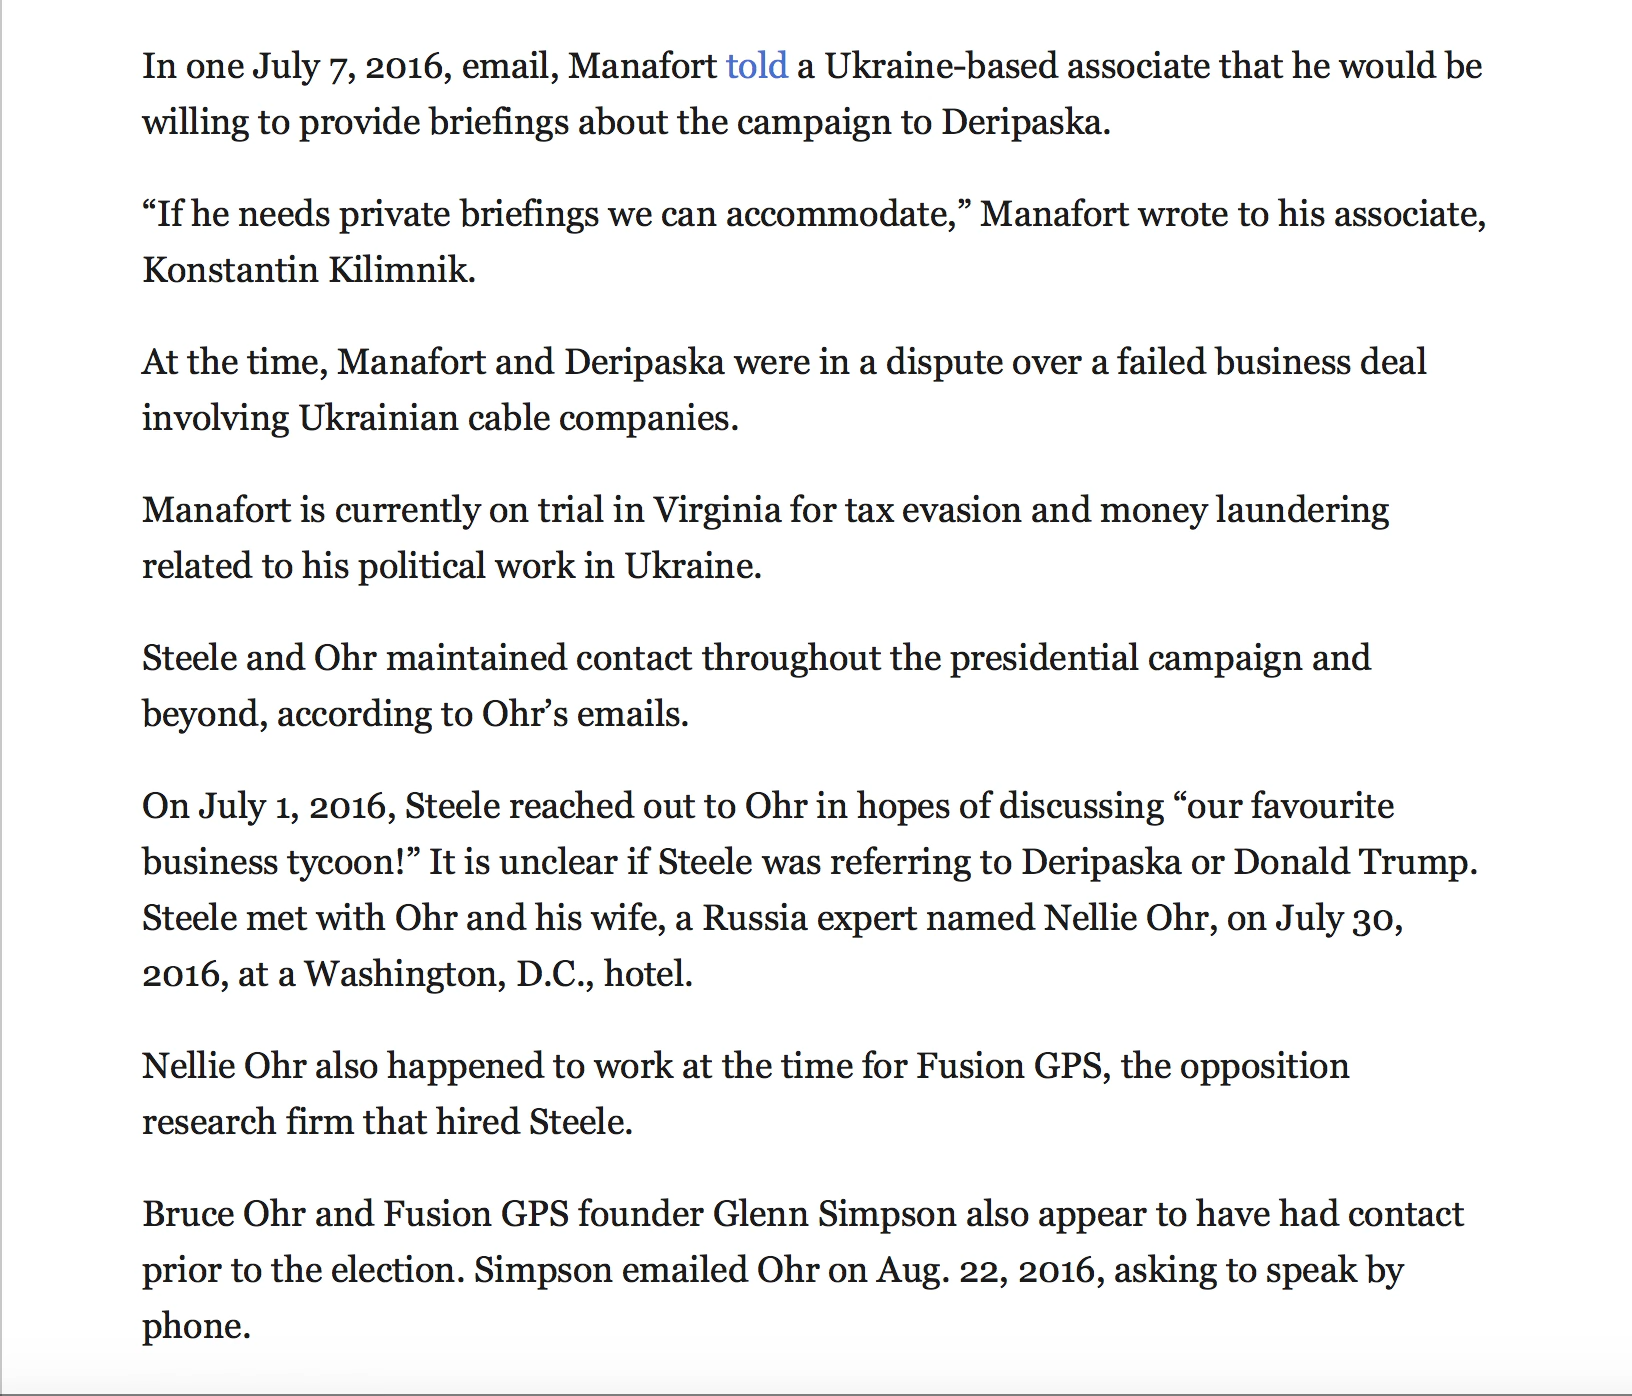 In one July 7, 2016, email, Manafort told a Ukraine-based associate that he would be
willing to provide briefings about the campaign to Deripaska.
“If he needs private briefings we can accommodate,” Manafort wrote to his associate,
Konstantin Kilimnik.
At the time, Manafort and Deripaska were in a dispute over a failed business deal
involving Ukrainian cable companies.
Manafort is currently on trial in Virginia for tax evasion and money laundering
related to his political work in Ukraine.
Steele and Ohr maintained contact throughout the presidential campaign and
beyond, according to Ohr’s emails.
On July 1, 2016, Steele reached out to Ohr in hopes of discussing “our favourite
business tycoon!” It is unclear if Steele was referring to Deripaska or Donald Trump.
Steele met with Ohr and his wife, a Russia expert named Nellie Ohr, on July 30,
2016, at a Washington, D.C., hotel.
Nellie Ohr also happened to work at the time for Fusion GPS, the opposition
research firm that hired Steele.
Bruce Ohr and Fusion GPS founder Glenn Simpson also appear to have had contact
prior to the election. Simpson emailed Ohr on Aug. 22, 2016, asking to speak by
phone.